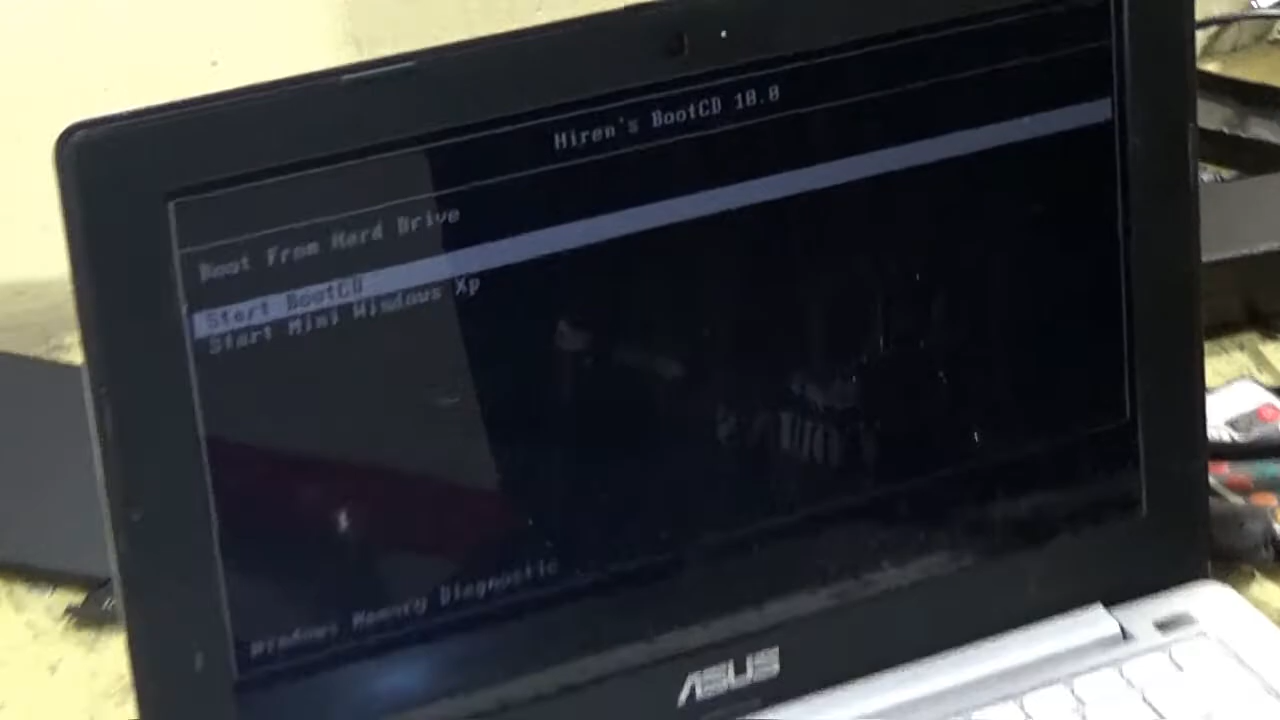 Hiren's BootCD 10.0
Boot From Hard Drive
Start BootCD
Start Mini Windows Xp
Windows Memory Diagnostic
ASUS